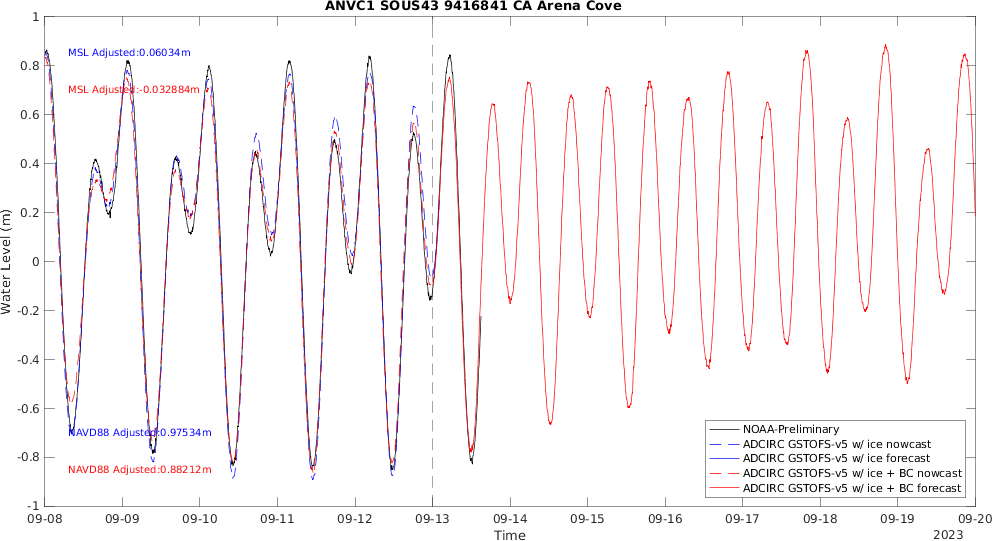 ANVC1 SOUS43 9416841 CA Arena Cove
MSL Adjusted:0.06034m
MSL Adjusted:-0.032884m
NAVD88 Adjusted:0.97534m
NAVD88 Adjusted:0.88212m
Water Level (m)
1
0.8
0.6
0.4
0.2
0
-0.2
-0.4
-0.6
-0.8
-1
NOAA-Preliminary
ADCIRC GSTOFS-v5 w/ ice nowcast
ADCIRC GSTOFS-v5 w/ ice forecast
ADCIRC GSTOFS-v5 w/ ice + BC nowcast
ADCIRC GSTOFS-v5 w/ ice + BC forecast
09-08 09-09 09-10 09-11 09-12 09-13 09-14 09-15 09-16 09-17 09-18 09-19 09-20
Time
2023